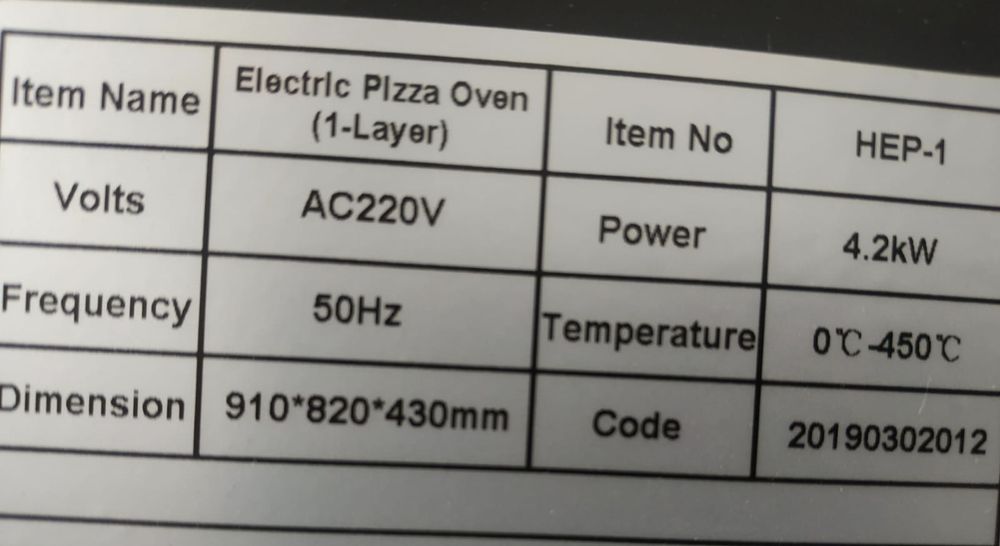 Item Name
Electric Pizza Oven
(1-Layer)
Item No
HEP-1
Volts
AC220V
Power
4.2kW
Frequency
50Hz
Temperature
0℃-450℃
Dimension
910*820*430mm
Code
20190302012